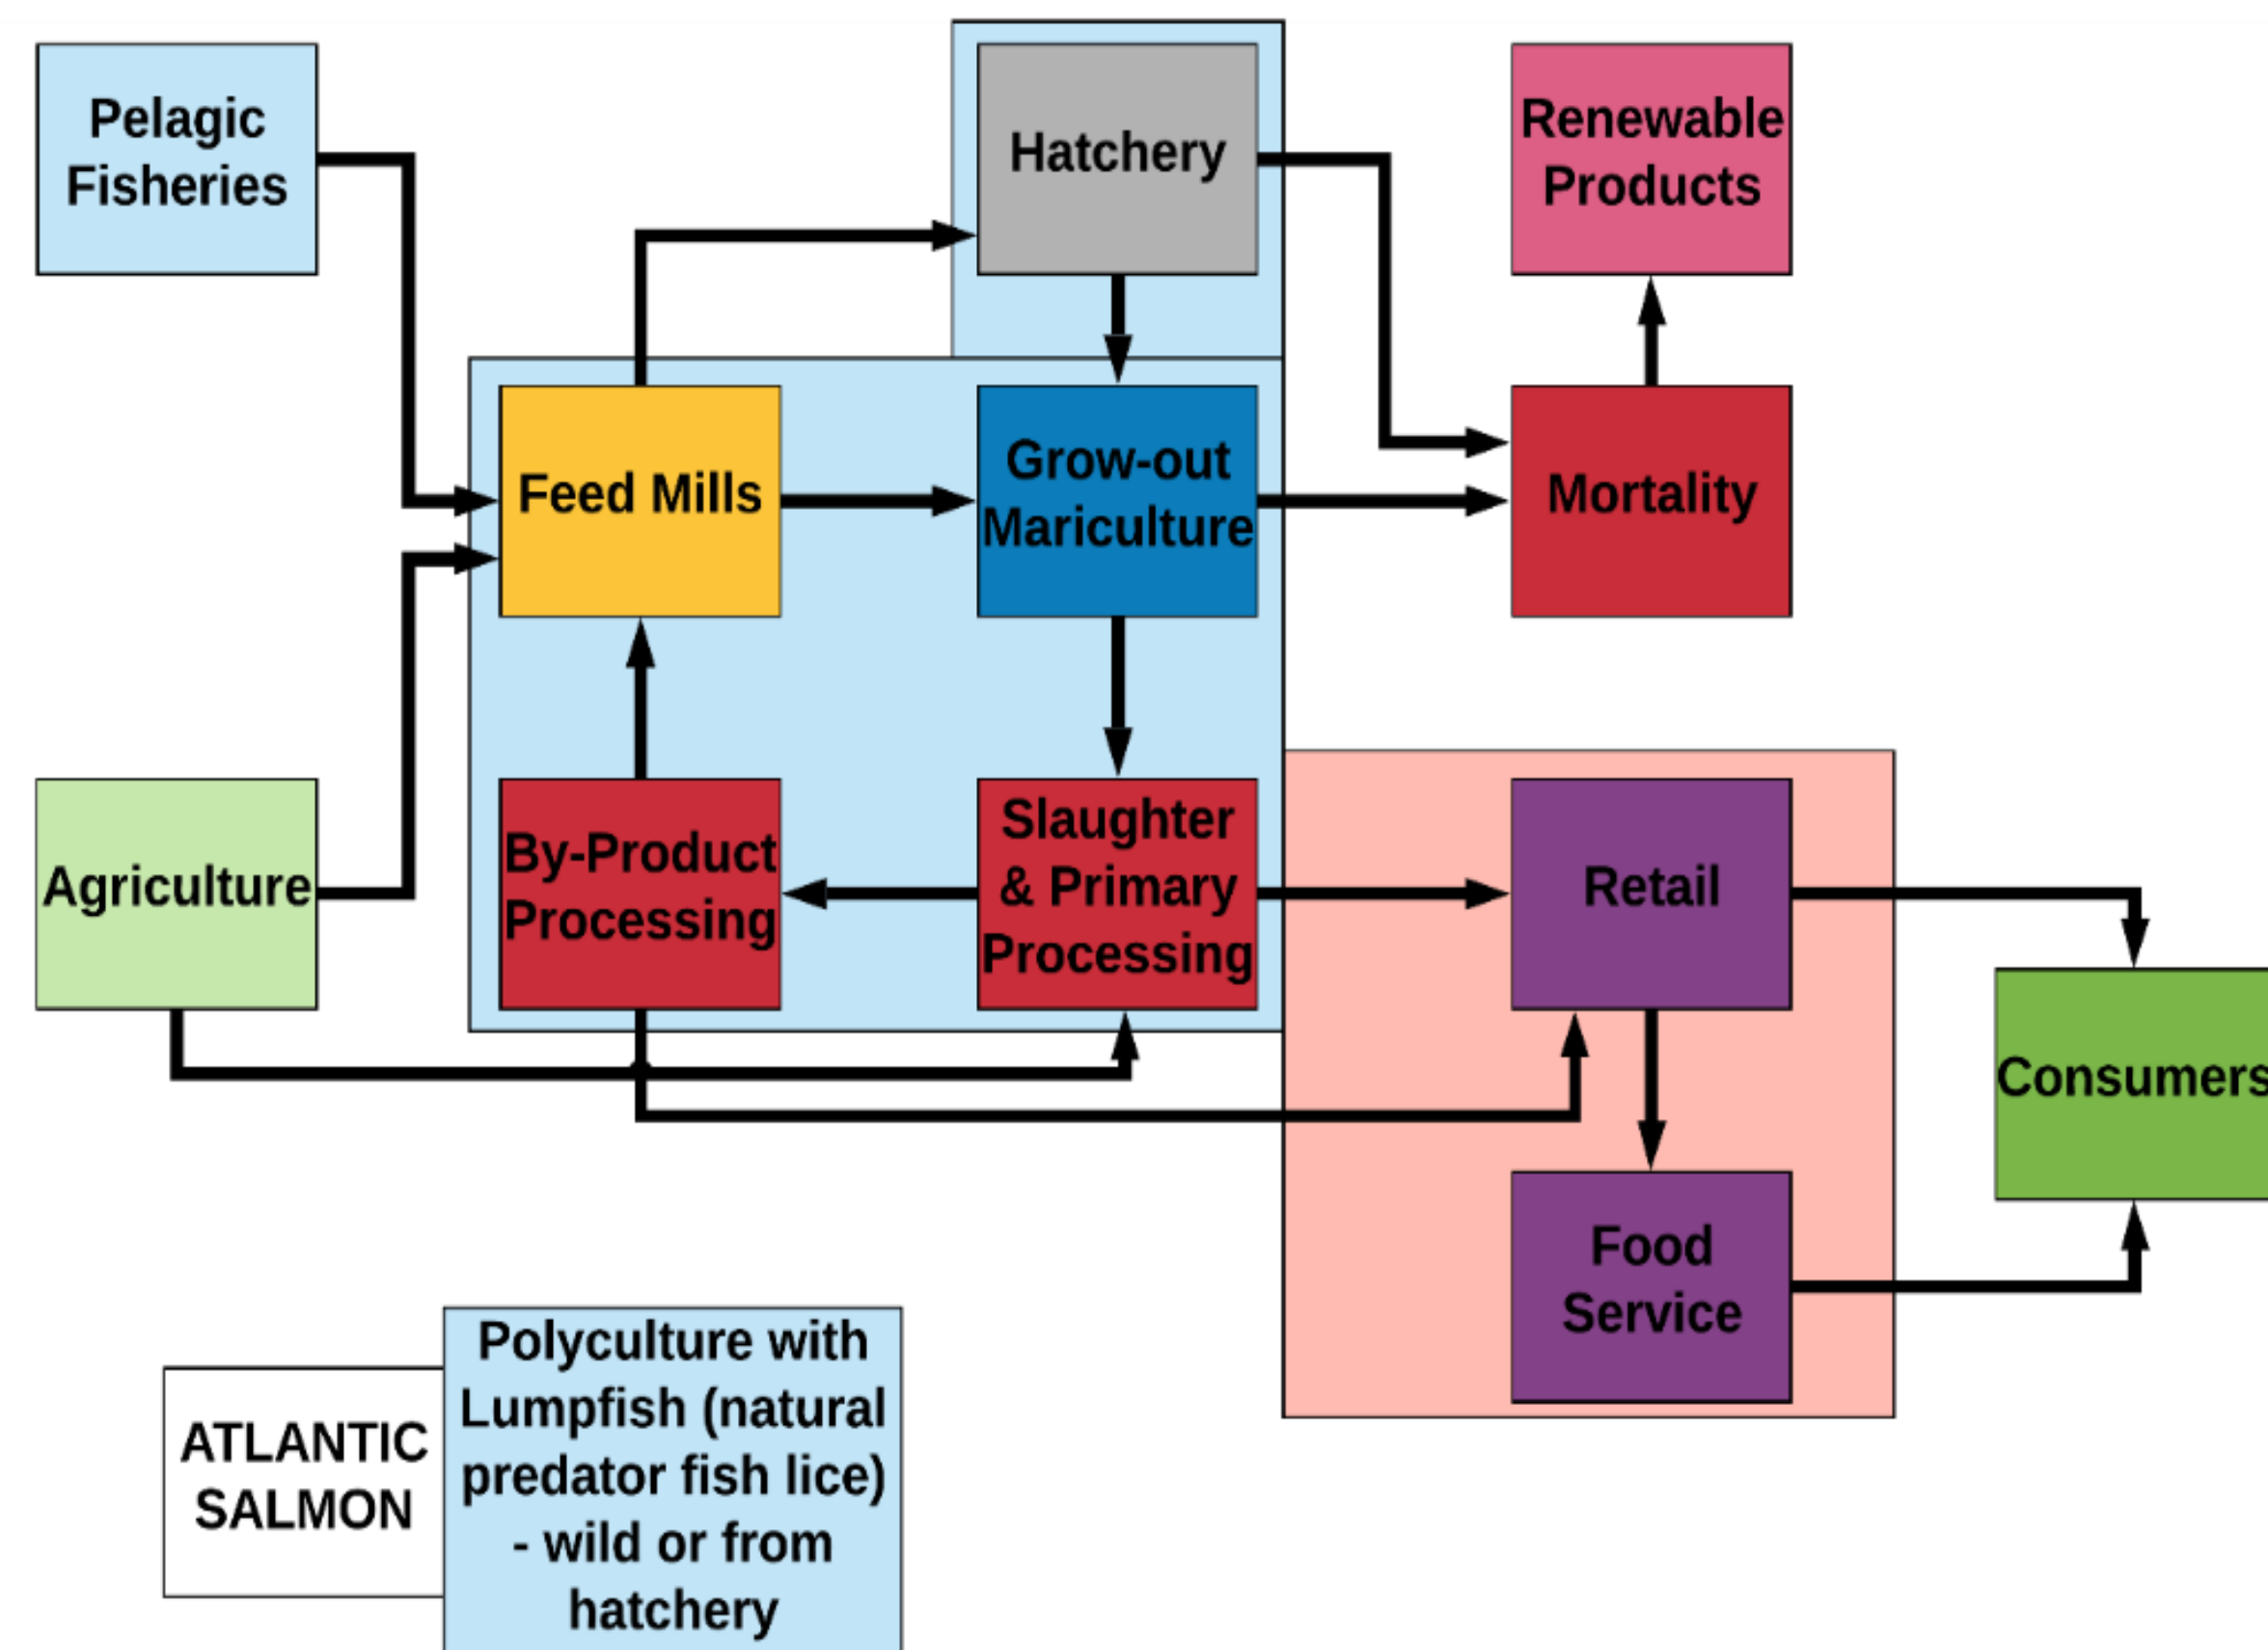 Pelagic
Fisheries
Hatchery
Renewable
Products
Feed Mills
Grow-out
Mariculture
Mortality
Agriculture
By-Product
Processing
Slaughter
& Primary
Processing
Retail
Consumers
Food
Service
ATLANTIC
SALMON
Polyculture with
Lumpfish (natural
predator fish lice)
- wild or from
hatchery